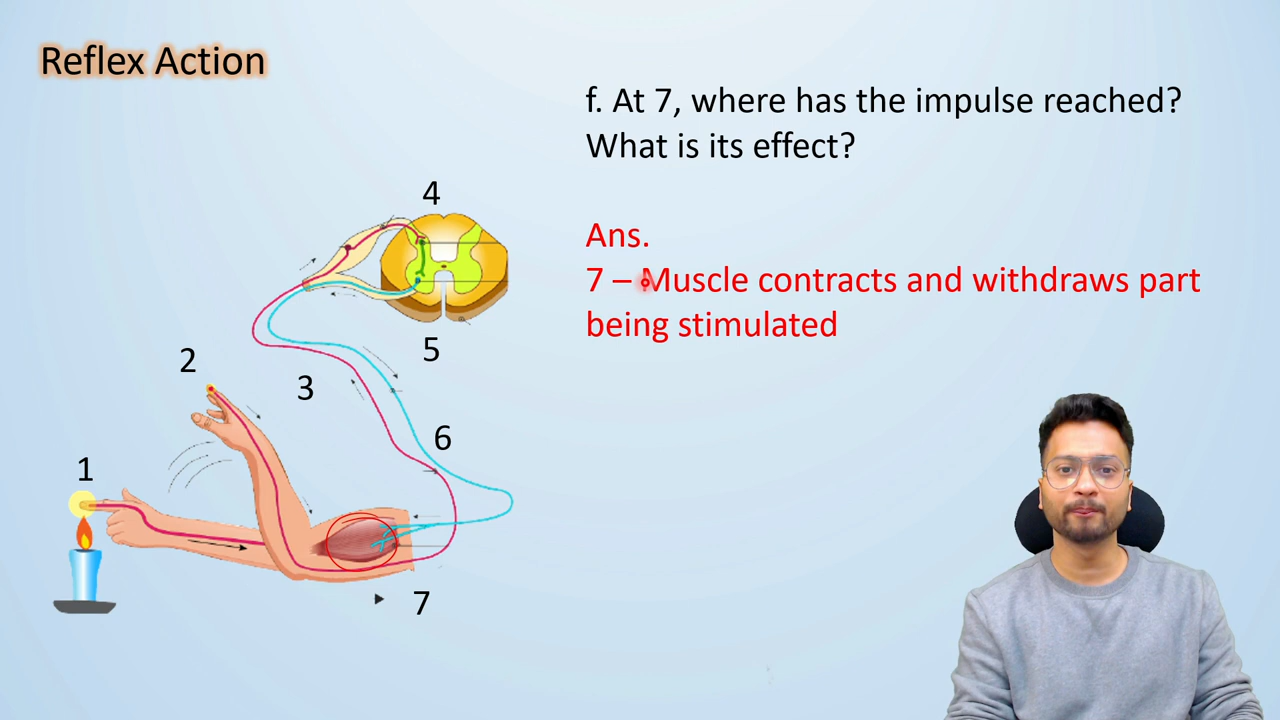 Reflex Action
f. At 7, where has the impulse reached?
What is its effect?
Ans.
7 – Muscle contracts and withdraws part
being stimulated
4
5
2
3
6
1
7